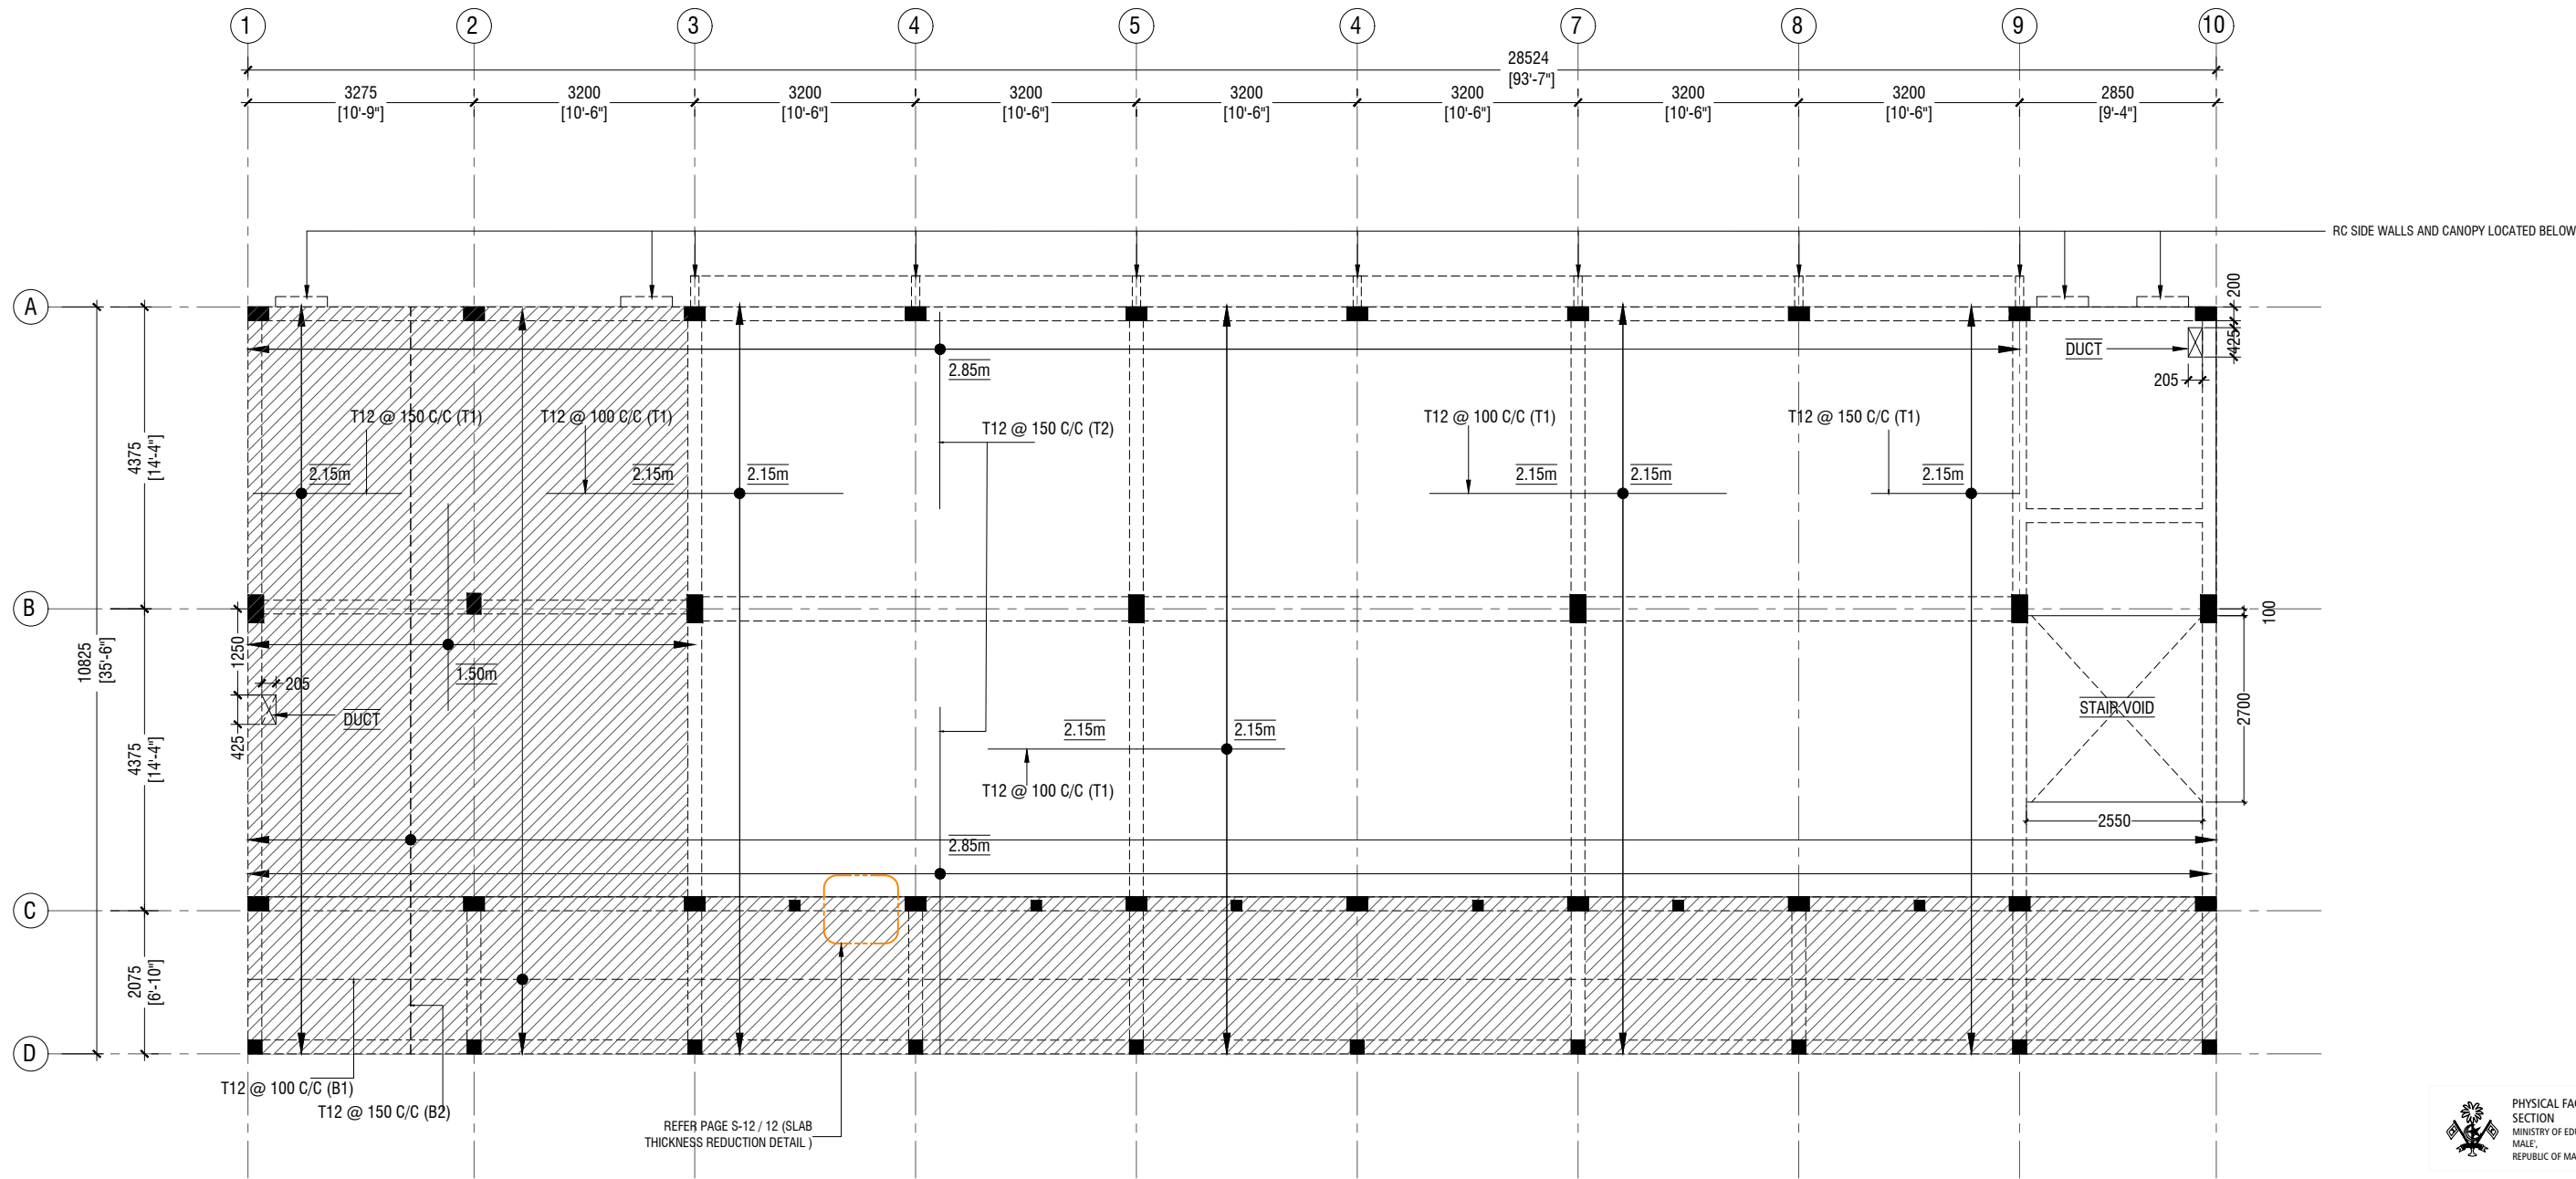 1
2
3
4
5
4
7
8
9
10
28524
[93'-7"]
3275
[10'-9"]
3200
[10'-6"]
3200
[10'-6"]
3200
[10'-6"]
3200
[10'-6"]
3200
[10'-6"]
3200
[10'-6"]
3200
[10'-6"]
2850
[9'-4"]
RC SIDE WALLS AND CANOPY LOCATED BELOW
A
B
C
D
10825
[35'-6"]
4375
[14'-4"]
4375
[14'-4"]
2075
[6'-10"]
200
425
DUCT
205
2.85m
T12 @ 150 C/C (T1)
T12 @ 100 C/C (T1)
T12 @ 150 C/C (T2)
T12 @ 100 C/C (T1)
T12 @ 150 C/C (T1)
2.15m
2.15m
2.15m
2.15m
2.15m
2.15m
100
1250
205
425
DUCT
1.50m
2.15m
2.15m
T12 @ 100 C/C (T1)
STAIR VOID
2700
2550
2.85m
T12 @ 100 C/C (B1)
T12 @ 150 C/C (B2)
REFER PAGE S-12 / 12 (SLAB
THICKNESS REDUCTION DETAIL )
PHYSICAL FAC
SECTION
MINISTRY OF EDU
MALE',
REPUBLIC OF MA